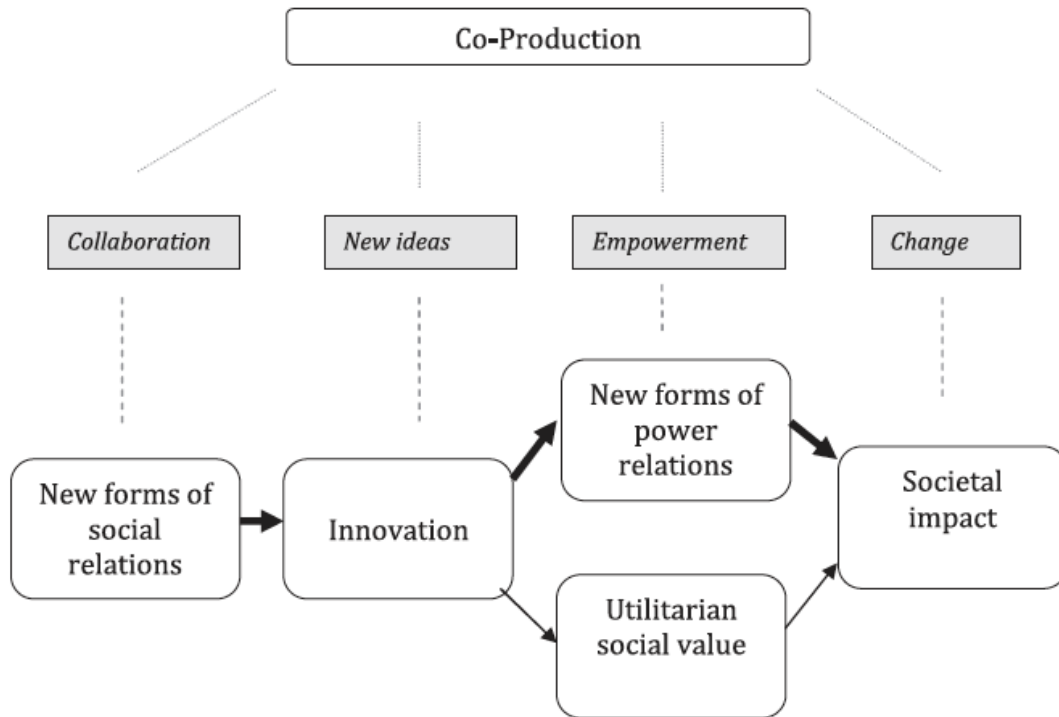 Co-Production
Collaboration
New ideas
Empowerment
Change
New forms of
social
relations
Innovation
New forms of
power
relations
Utilitarian
social value
Societal
impact